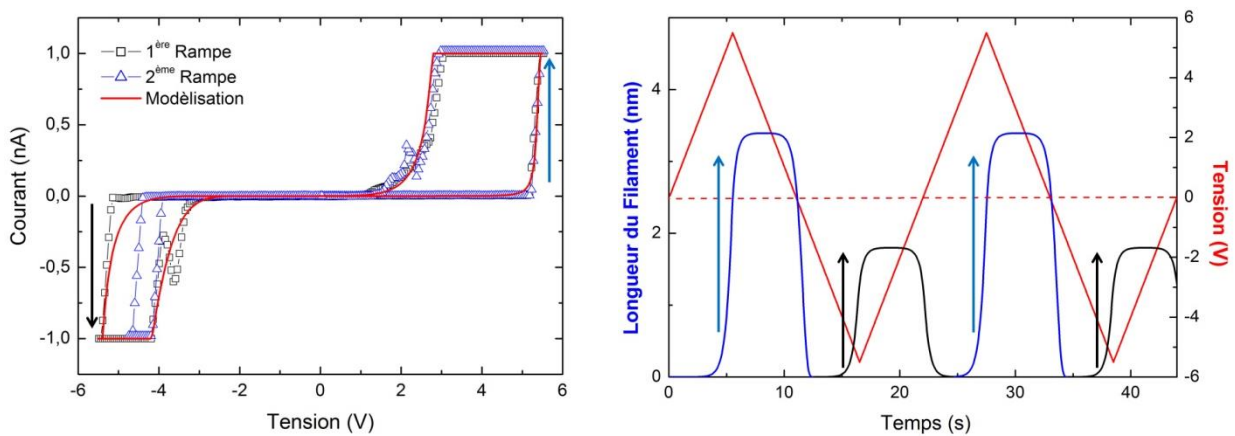 1,0
0,5
0,0
-0,5
-1,0
Courant (nA)
1ère Rampe
2ème Rampe
Modèlisation
-6 -4 -2 0 2 4 6
Tension (V)
4
2
0
Longueur du Filament (nm)
0 10 20 30 40
Temps (s)
6
4
2
0
-2
-4
-6
Tension (V)